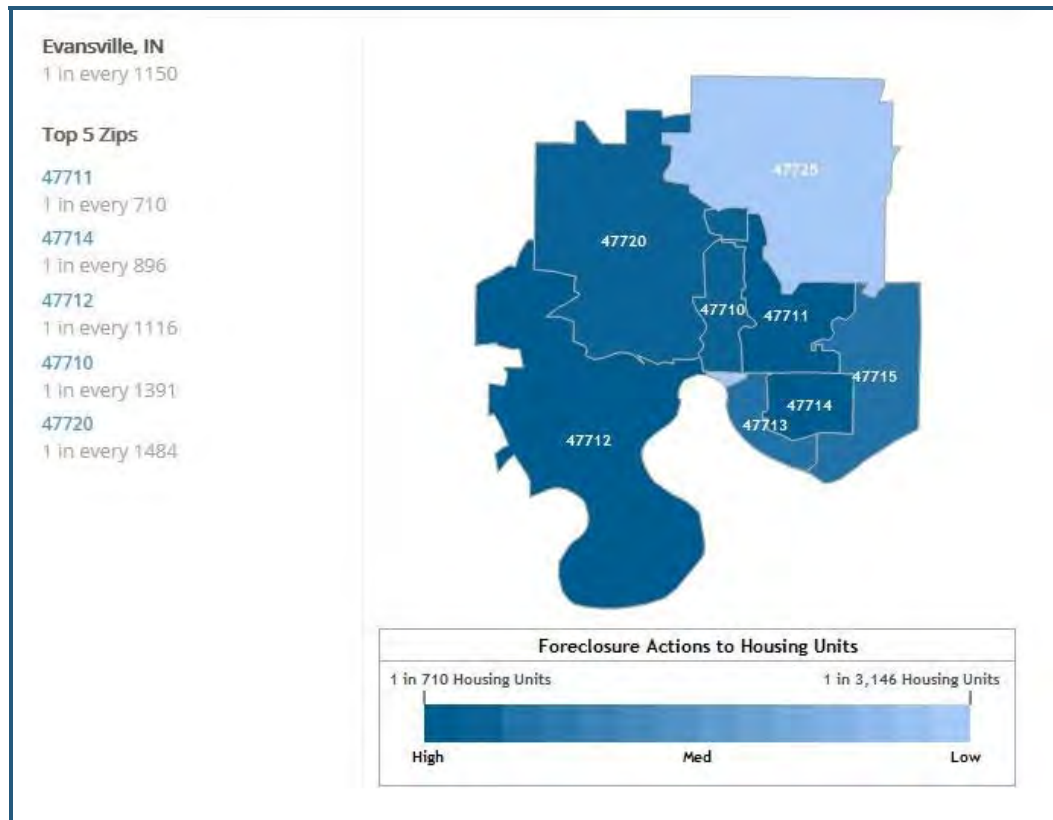 Evansville, IN
1 in every 1150
Top 5 Zips
47711
1 in every 710
47714
1 in every 896
47712
1 in every 1116
47710
1 in every 1391
47720
1 in every 1484
47725
47720
47710
47711
47715
47714
47713
47712
Foreclosure Actions to Housing Units
1 in 710 Housing Units
1 in 3,146 Housing Units
High
Med
Low